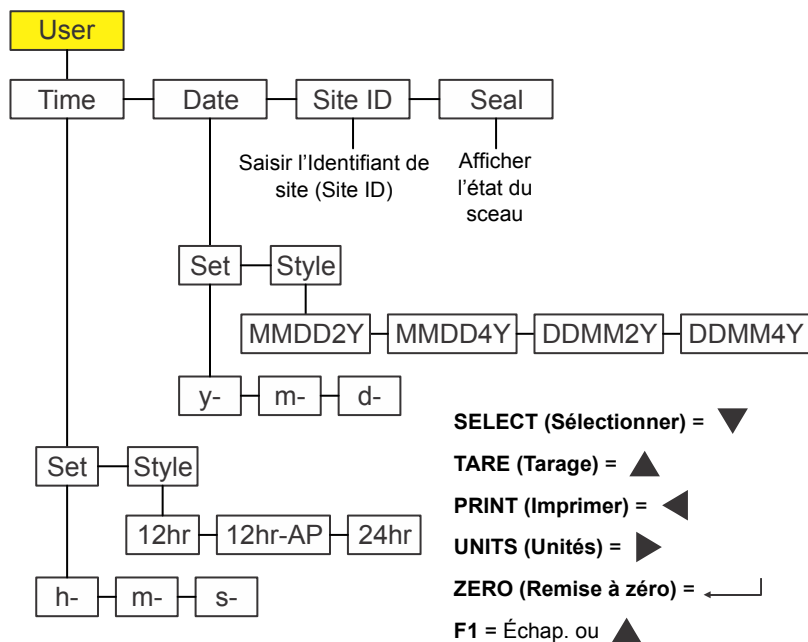 User
Time Date Site ID Seal
Saisir l'Identifiant de
site (Site ID)
Afficher
l'état du
sceau
Set Style
MMDD2Y MMDD4Y DDMM2Y DDMM4Y
y- m- d-
Set Style
12hr 12hr-AP 24hr
h- m- s-
SELECT (Sélectionner) =
TARE (Tarage) =
PRINT (Imprimer) =
UNITS (Unités) =
ZERO (Remise à zéro) =
F1 = Échap. ou